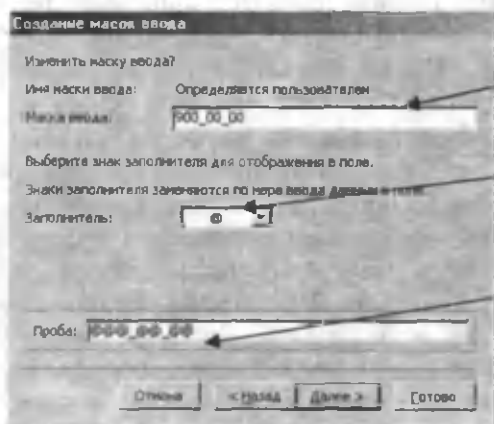 Создание масок ввода
Изменить маску ввода?
Имя маски ввода: Определяется пользователем
Маска ввода: 900_00_00
Выберите знак заполнителя для отображения в поле.
Знаки заполнителя заменяются по мере ввода данных в поле.
Заполнитель: @
Проба: @@@_@@_@@
Отмена < Назад Далее > Готово